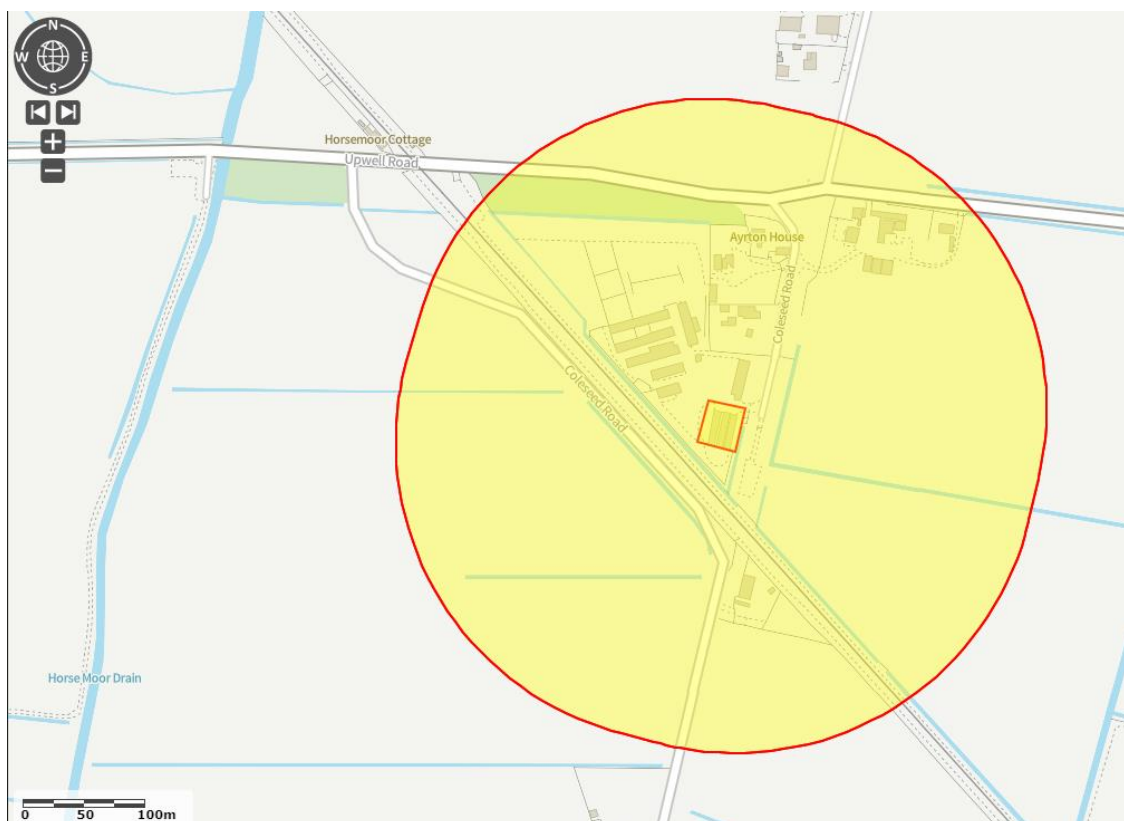 N
W E
S
Horsemoor Cottage
Upwell Road
Ayrton House
Coleseed Road
Coleseed Road
Horse Moor Drain
0 50 100m